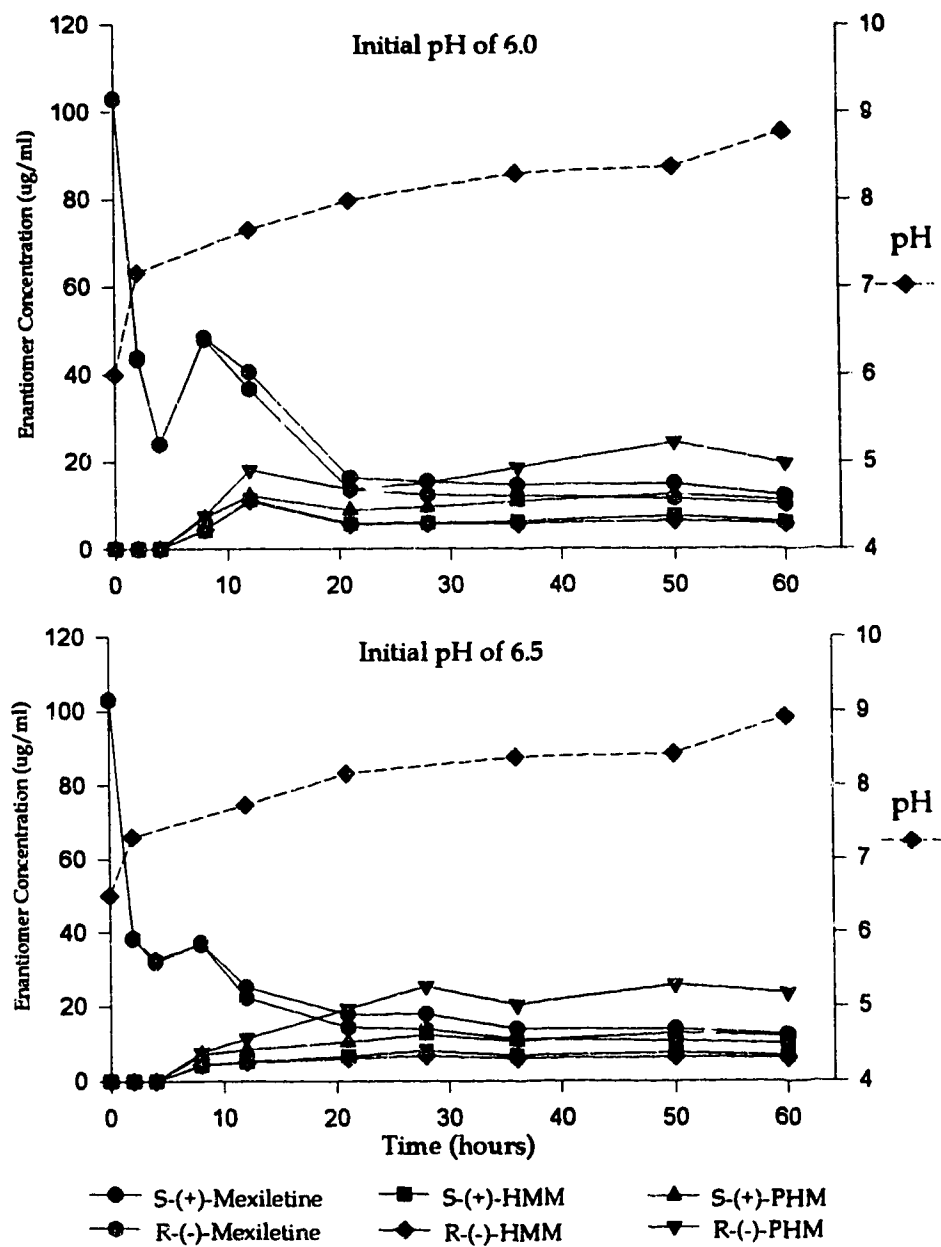 Initial pH of 6.0
Enantiomer Concentration (ug/ml)
120
100
80
60
40
20
0
10
9
8
7
6
5
4
pH
0 10 20 30 40 50 60
Initial pH of 6.5
Enantiomer Concentration (ug/ml)
120
100
80
60
40
20
0
10
9
8
7
6
5
4
pH
0 10 20 30 40 50 60
Time (hours)
S-(+)-Mexiletine S-(+)-HMM S-(+)-PHM
R-(-)-Mexiletine R-(-)-HMM R-(-)-PHM